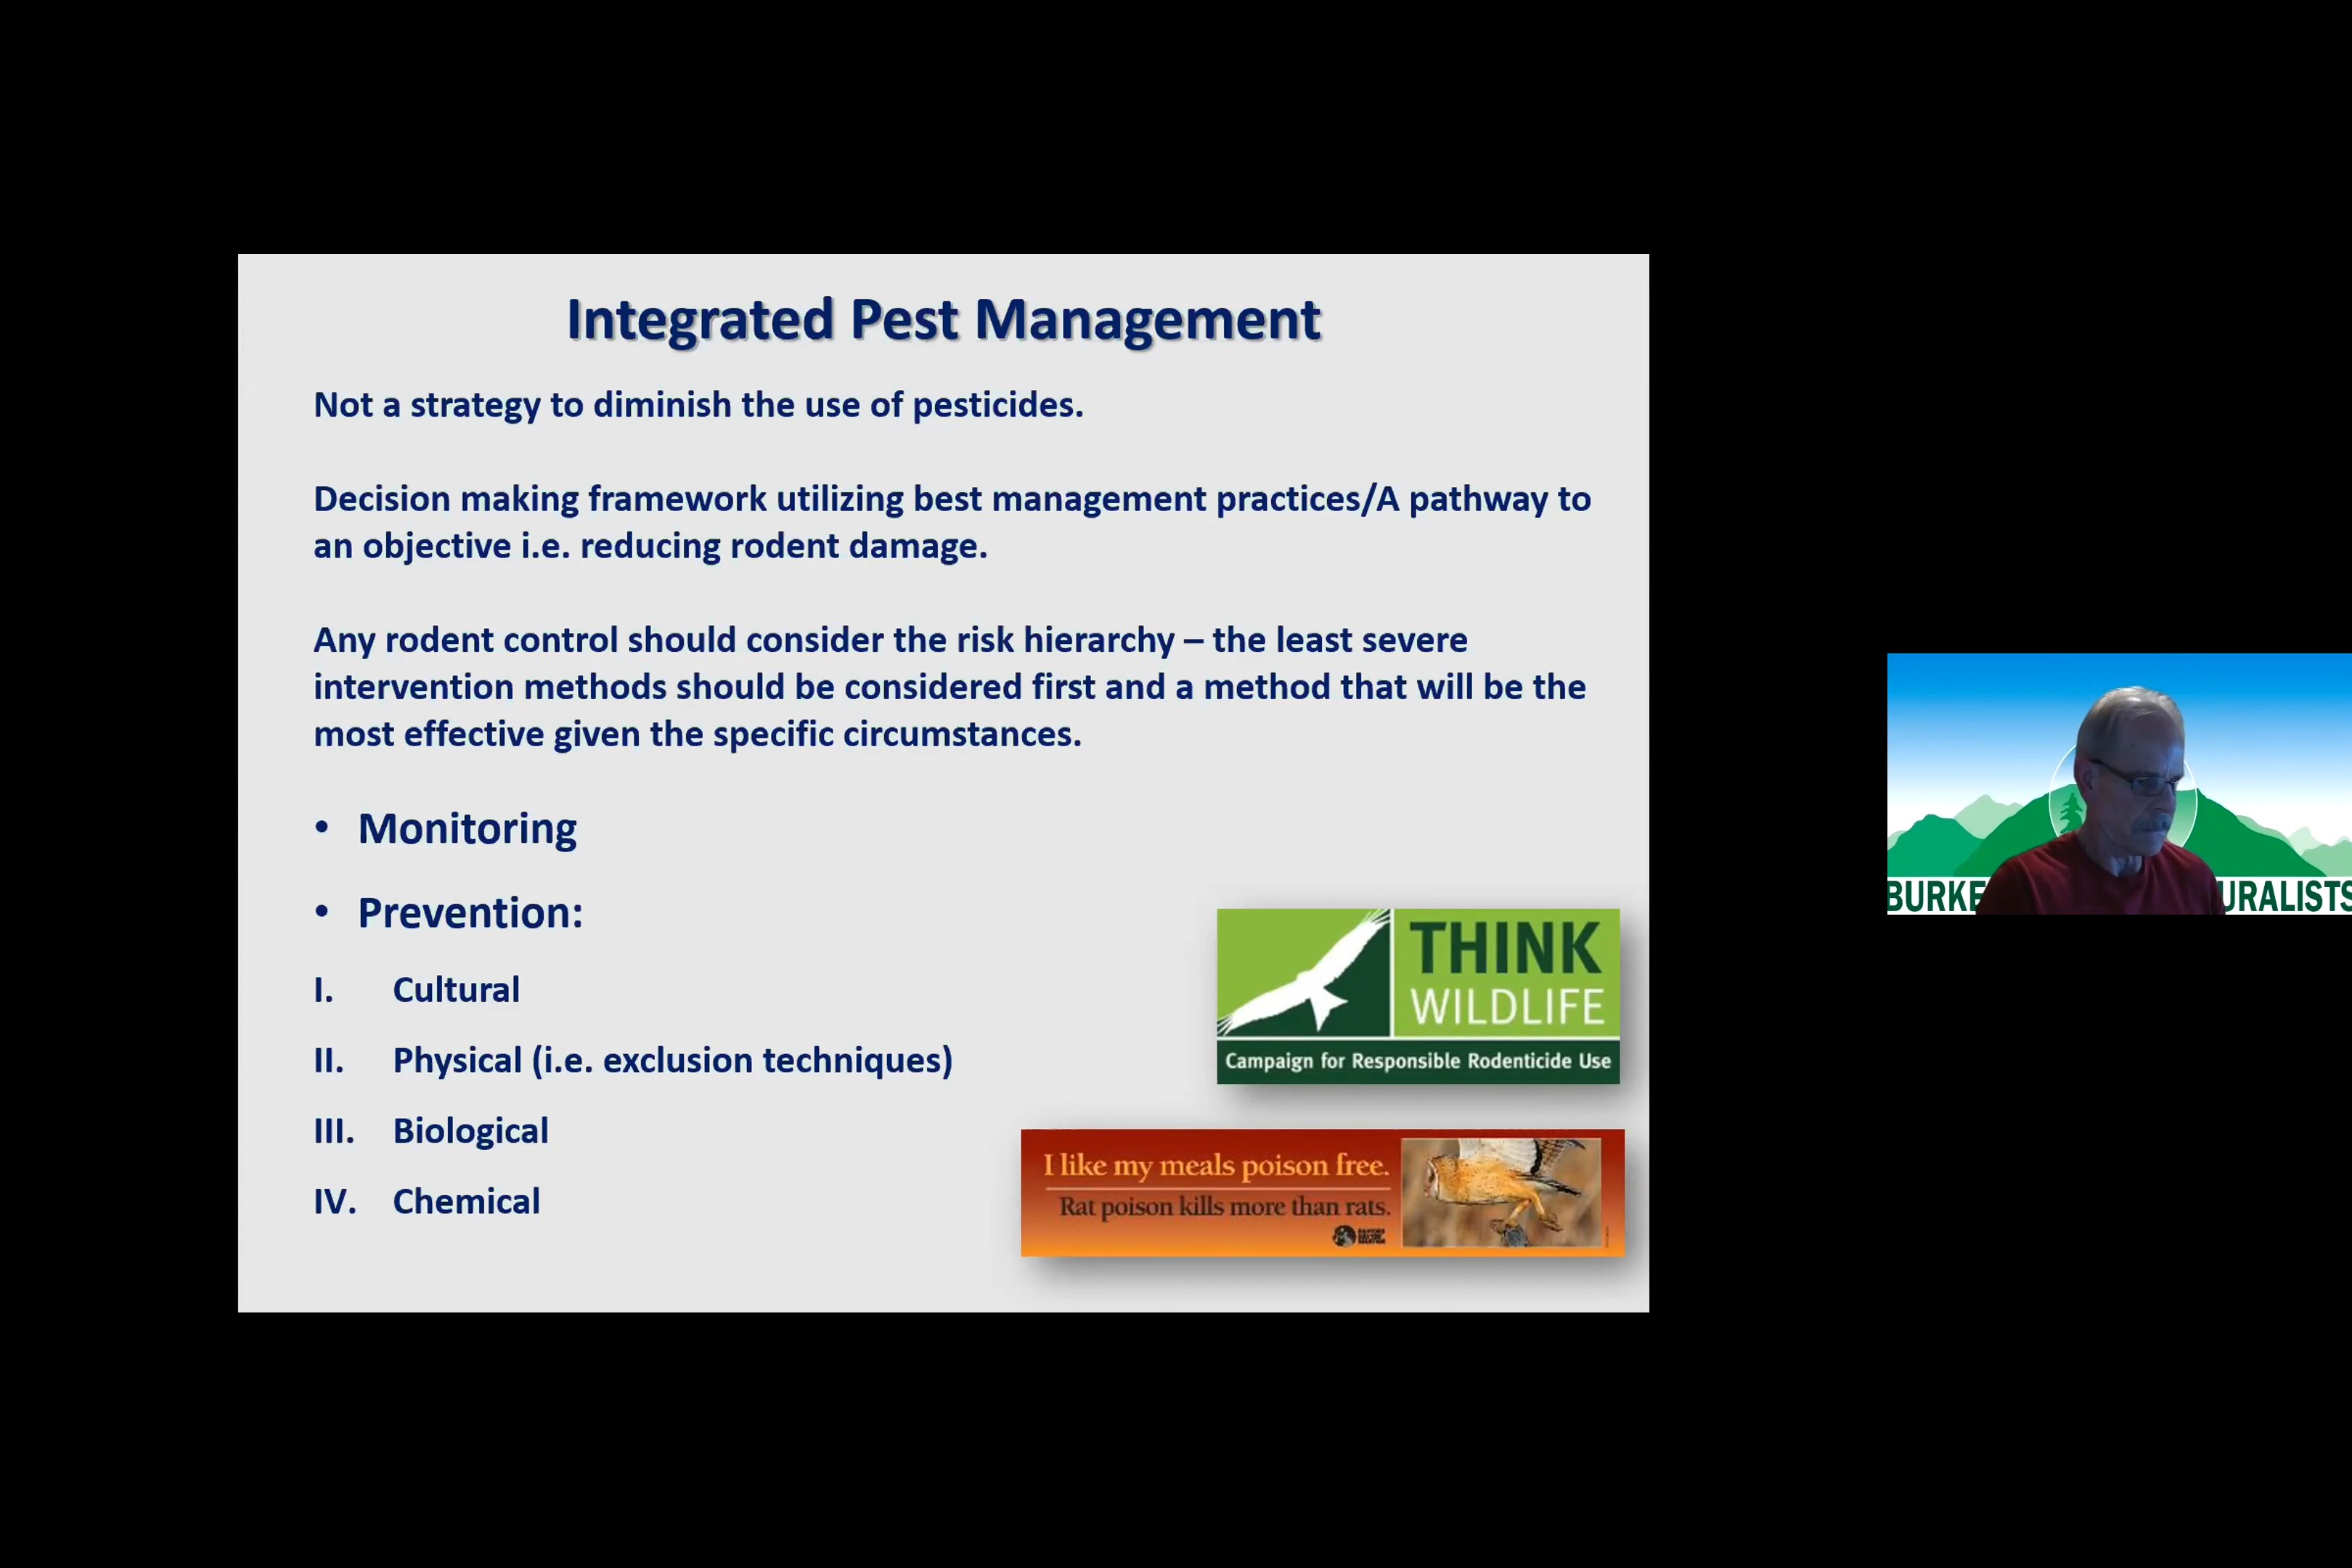 Integrated Pest Management
Not a strategy to diminish the use of pesticides.
Decision making framework utilizing best management practices/A pathway to
an objective i.e. reducing rodent damage.
Any rodent control should consider the risk hierarchy – the least severe
intervention methods should be considered first and a method that will be the
most effective given the specific circumstances.
• Monitoring
• Prevention:
I. Cultural
II. Physical (i.e. exclusion techniques)
III. Biological
IV. Chemical
THINK
WILDLIFE
Campaign for Responsible Rodenticide Use
I like my meals poison free.
Rat poison kills more than rats.
BURKE URALISTS